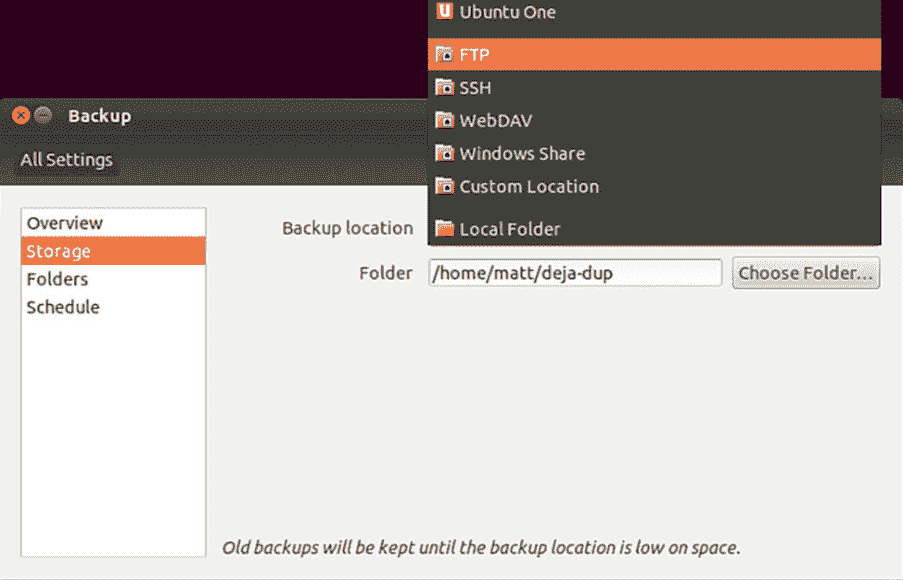 Ubuntu One
FTP
SSH
WebDAV
Windows Share
Custom Location
Local Folder
Backup
All Settings
Overview
Storage
Folders
Schedule
Backup location
Folder /home/matt/deja-dup Choose Folder...
Old backups will be kept until the backup location is low on space.